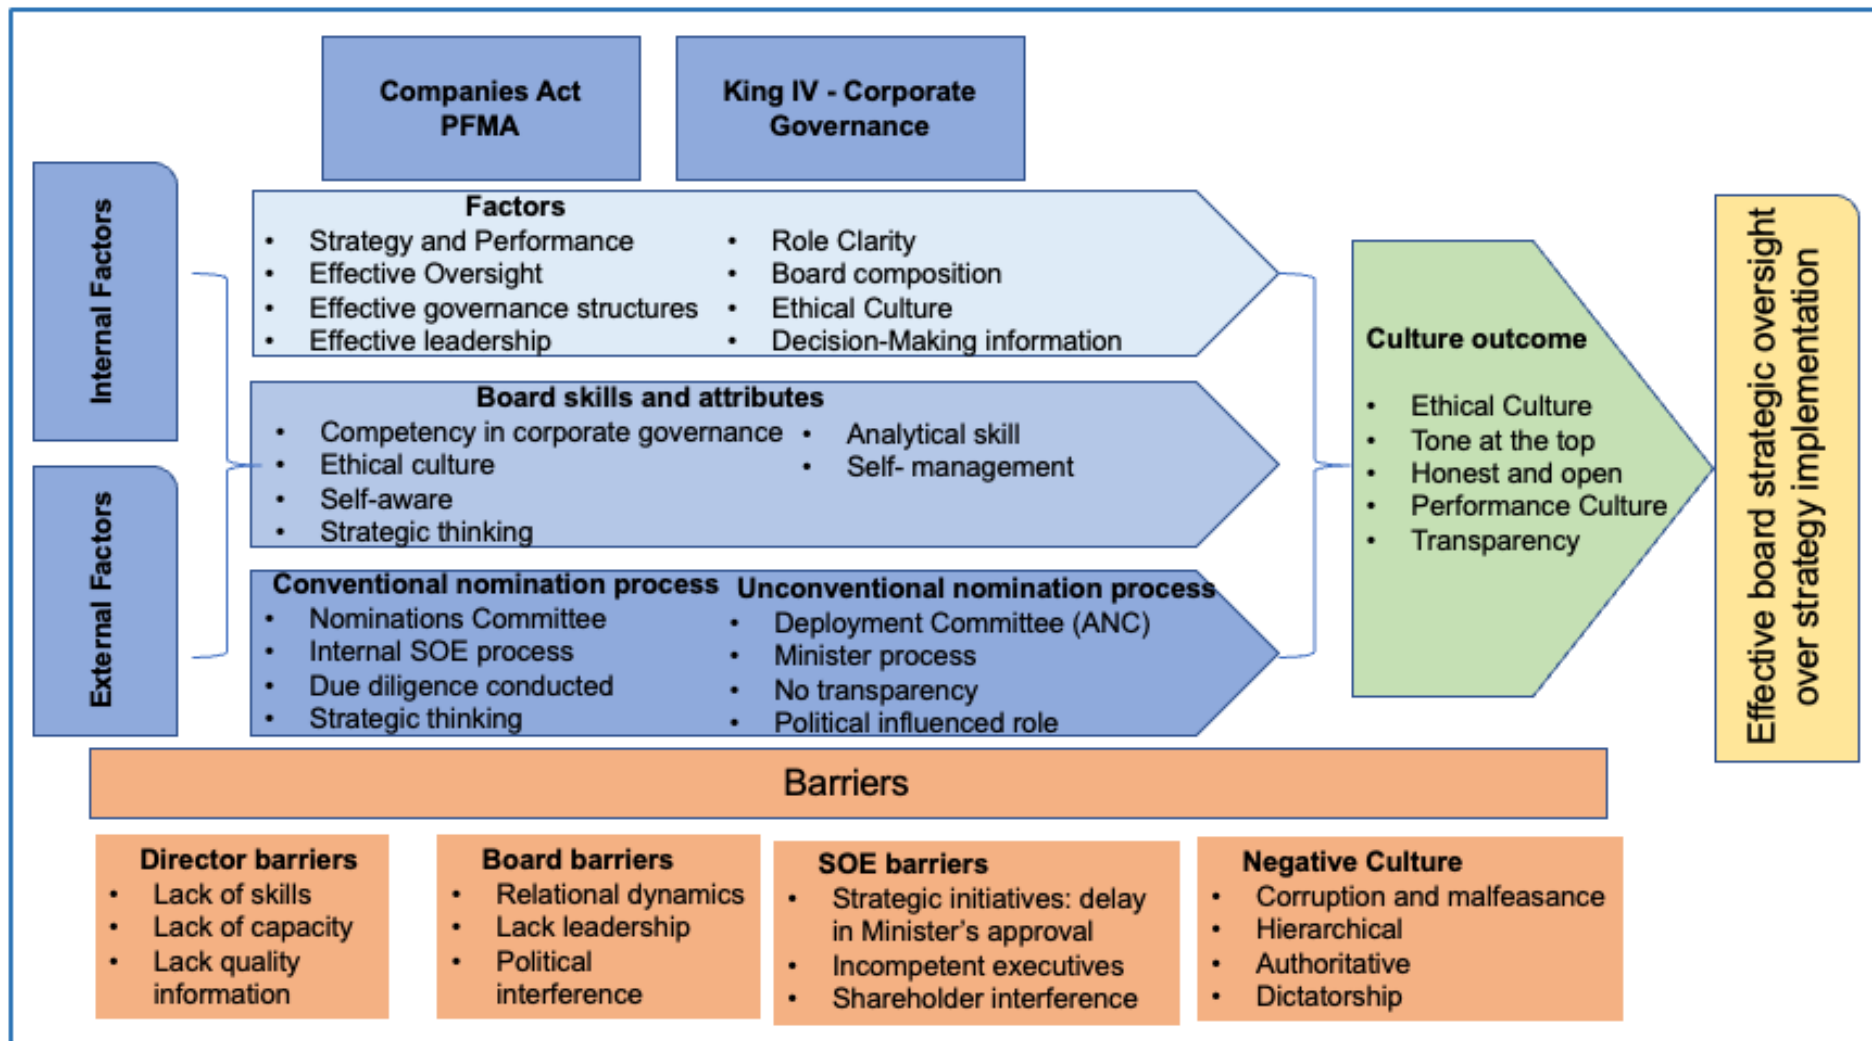 Companies Act
PFMA
King IV - Corporate
Governance
Internal Factors
External Factors
Factors
• Strategy and Performance
• Effective Oversight
• Effective governance structures
• Effective leadership
• Role Clarity
• Board composition
• Ethical Culture
• Decision-Making information
Board skills and attributes
• Competency in corporate governance
• Ethical culture
• Self-aware
• Strategic thinking
• Analytical skill
• Self- management
Conventional nomination process
• Nominations Committee
• Internal SOE process
• Due diligence conducted
• Strategic thinking
Unconventional nomination process
• Deployment Committee (ANC)
• Minister process
• No transparency
• Political influenced role
Culture outcome
• Ethical Culture
• Tone at the top
• Honest and open
• Performance Culture
• Transparency
Effective board strategic oversight
over strategy implementation
Barriers
Director barriers
• Lack of skills
• Lack of capacity
• Lack quality
information
Board barriers
• Relational dynamics
• Lack leadership
• Political
interference
SOE barriers
• Strategic initiatives: delay
in Minister’s approval
• Incompetent executives
• Shareholder interference
Negative Culture
• Corruption and malfeasance
• Hierarchical
• Authoritative
• Dictatorship